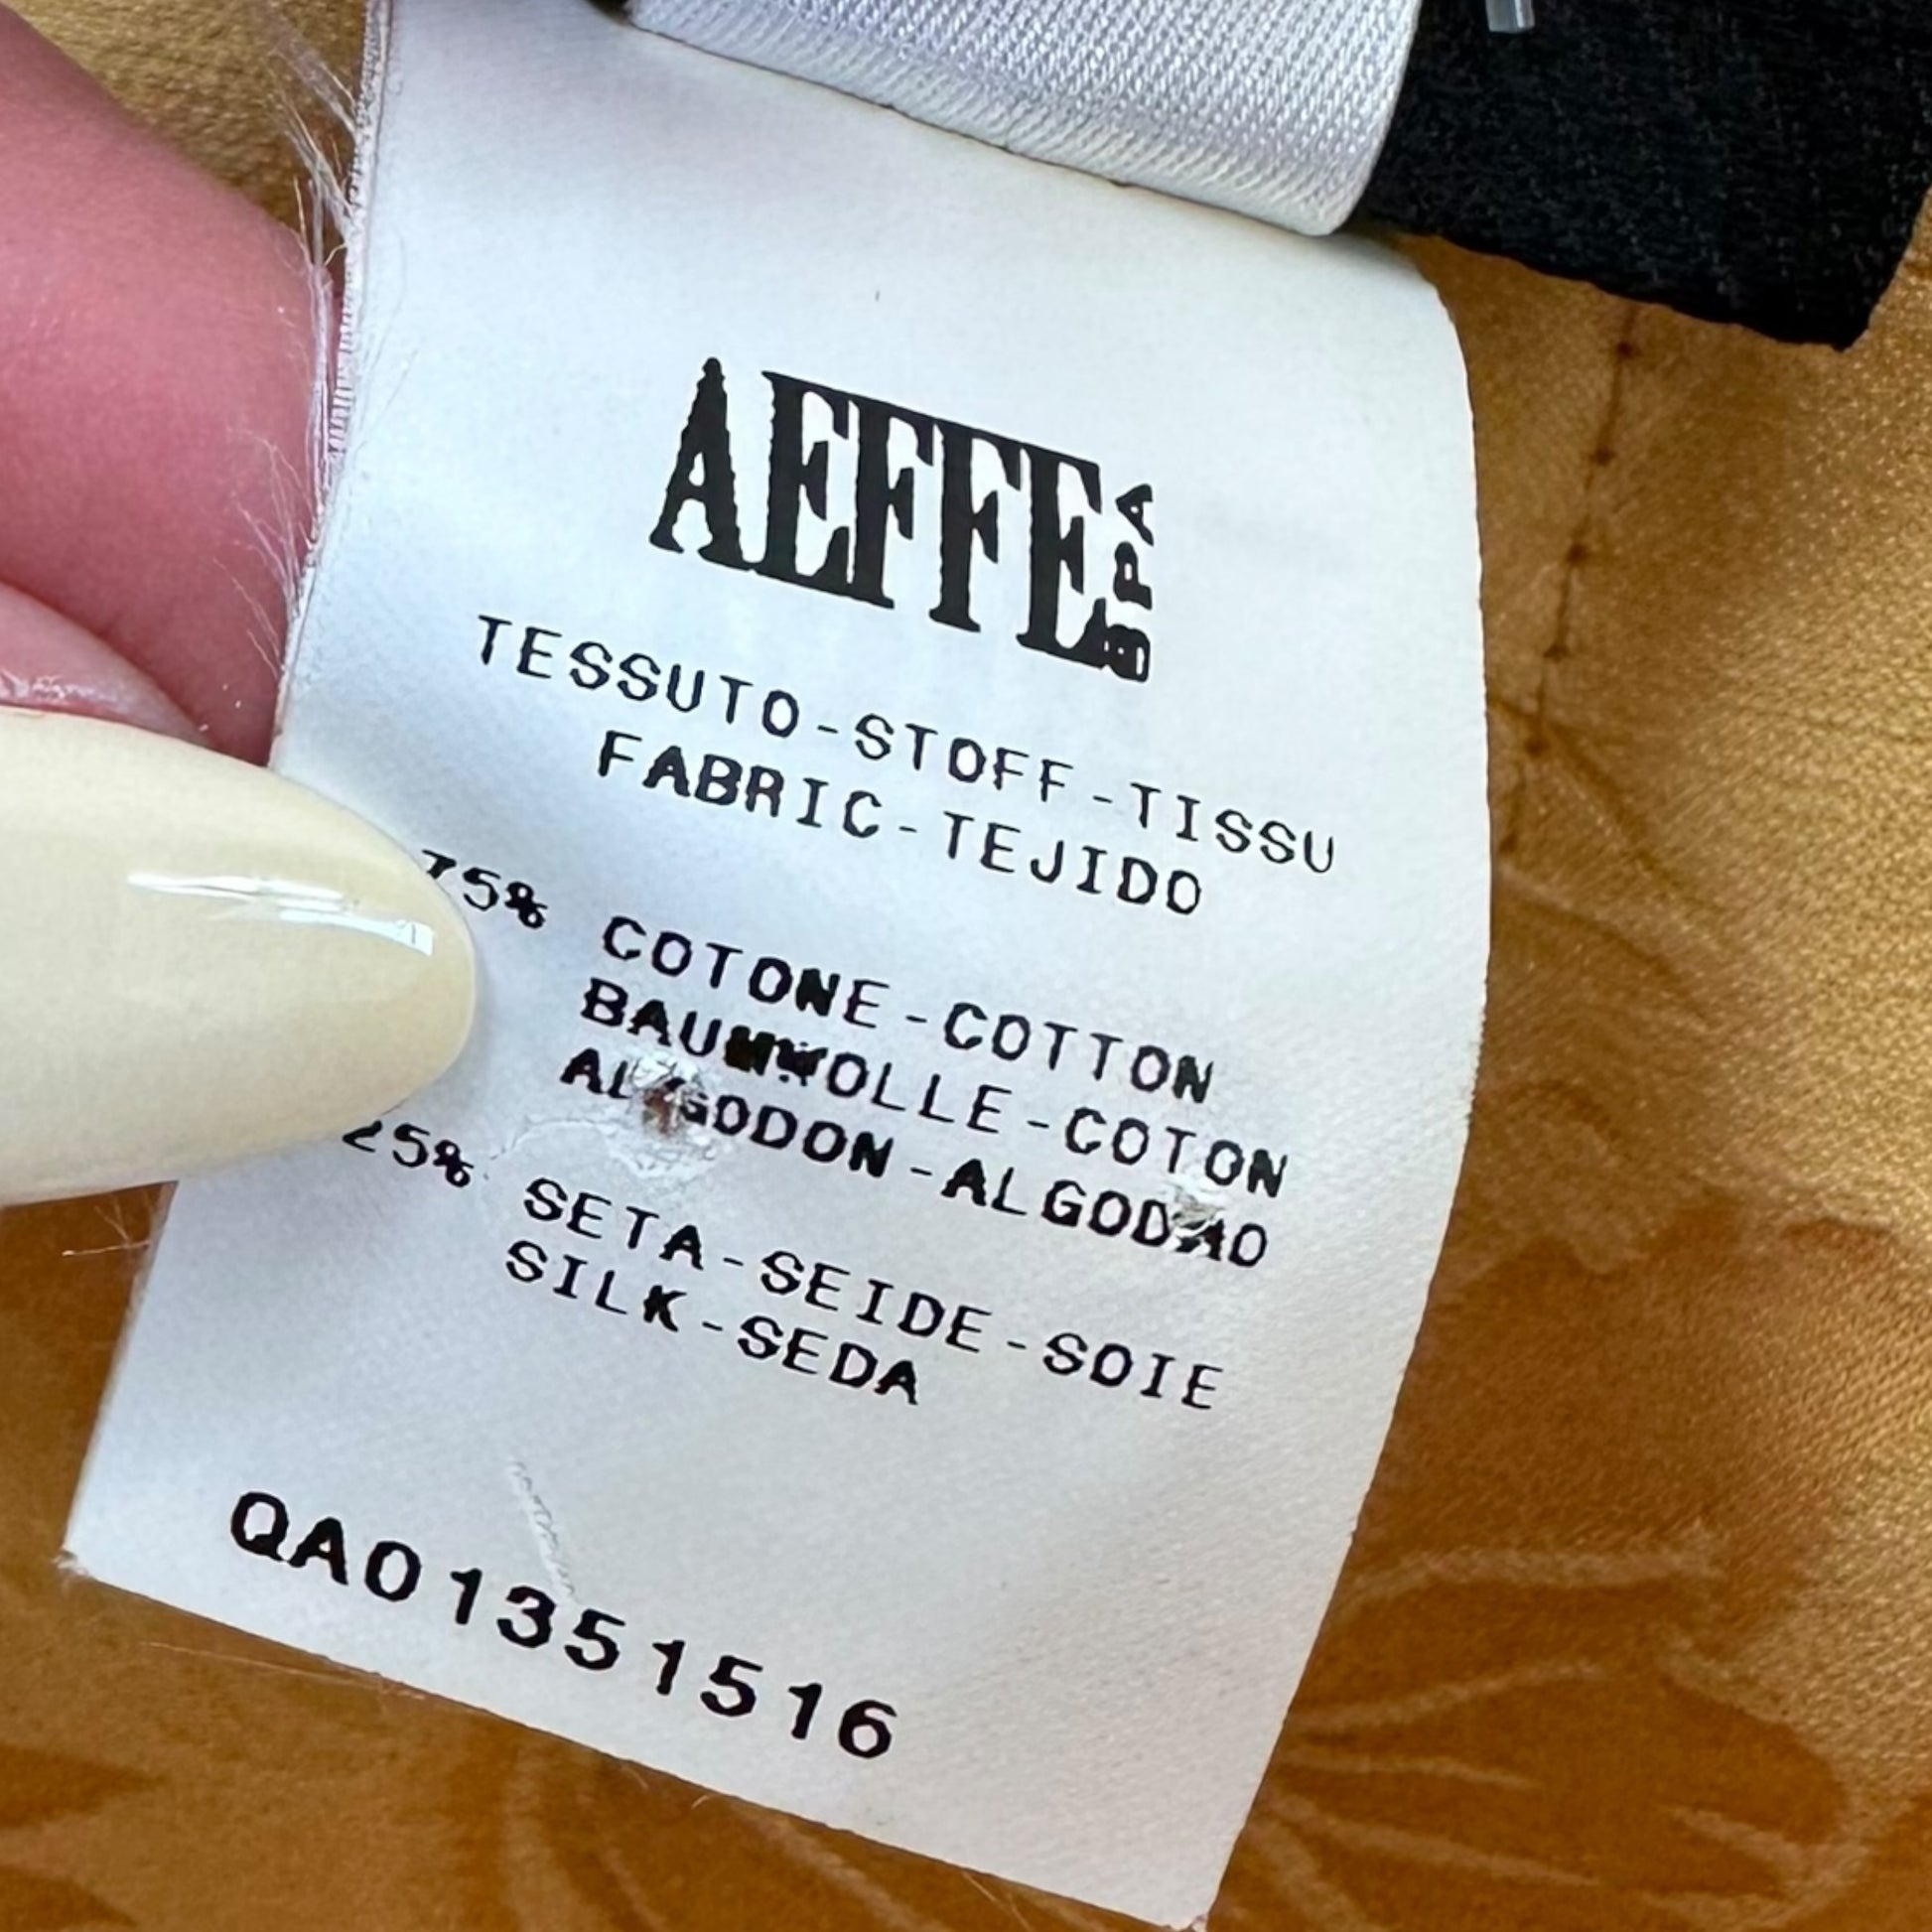 AEFFE SPA
TESSUTO-STOFF-TISSU
FABRIC-TEJIDO
75% COTONE-COTTON
BAUMWOLLE-COTON
ALGODON-ALGODAO
25% SETA-SEIDE-SOIE
SILK-SEDA
QA01351516